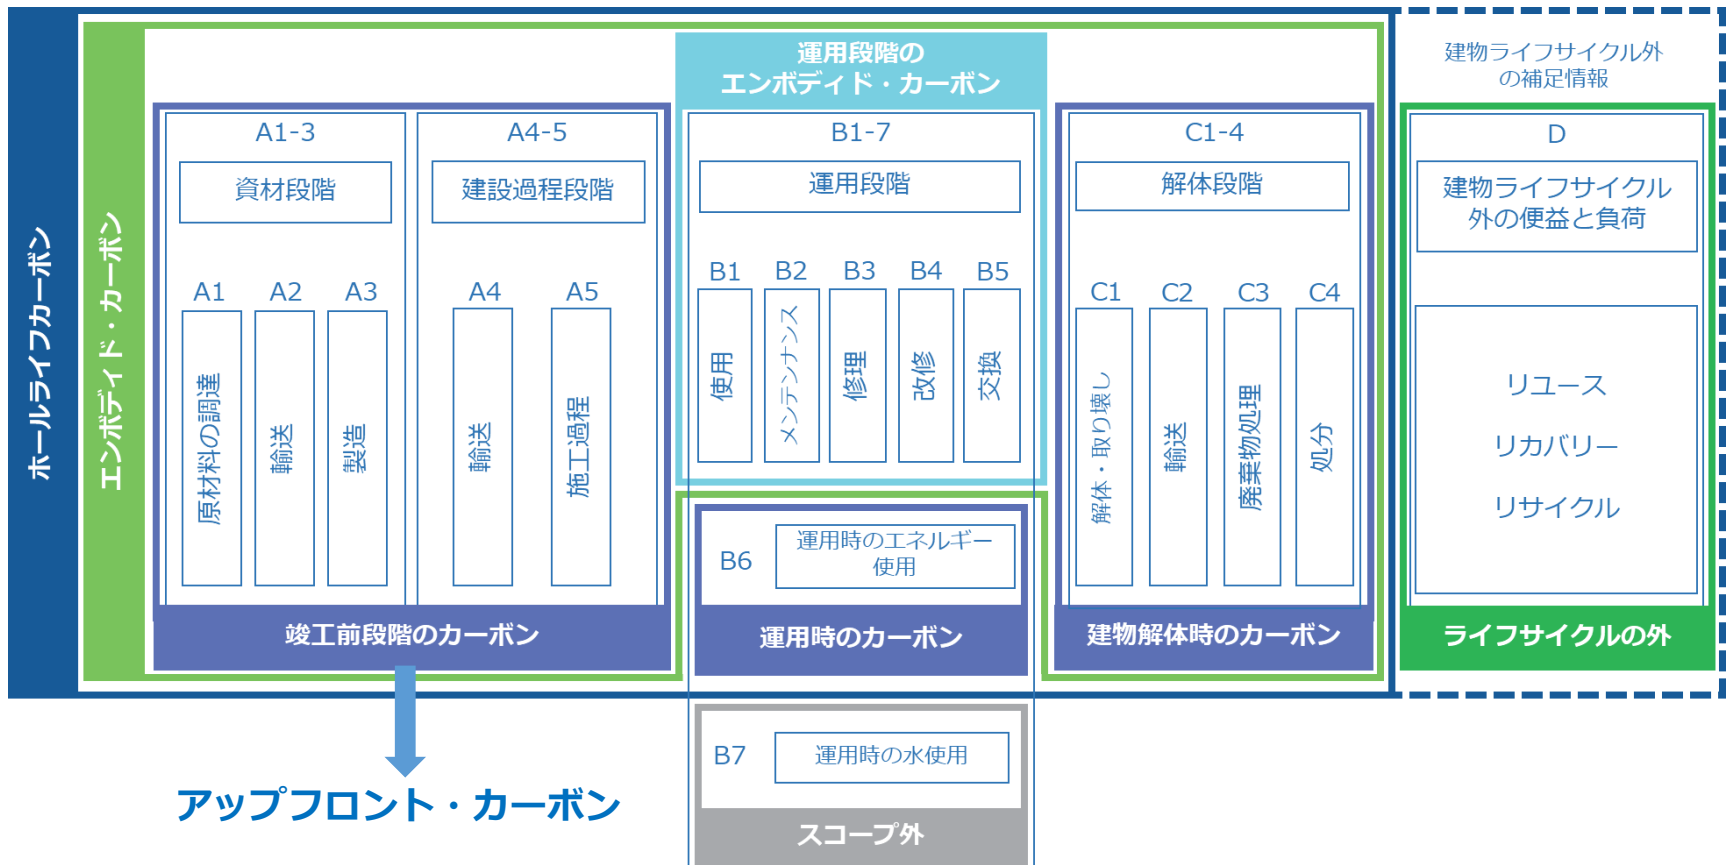 ホールライフカーボン
エンボディド・カーボン
A1-3
資材段階
A1
原材料の調達
A2
輸送
A3
製造
A4-5
建設過程段階
A4
輸送
A5
施工過程
竣工前段階のカーボン
アップフロント・カーボン
運用段階の
エンボディド・カーボン
B1-7
運用段階
B1
使用
B2
メンテンナンス
B3
修理
B4
改修
B5
交換
B6
運用時のエネルギー
使用
運用時のカーボン
B7
運用時の水使用
スコープ外
C1-4
解体段階
C1
解体・取り壊し
C2
輸送
C3
廃棄物処理
C4
処分
建物解体時のカーボン
建物ライフサイクル外
の補足情報
D
建物ライフサイクル
外の便益と負荷
リユース
リカバリー
リサイクル
ライフサイクルの外